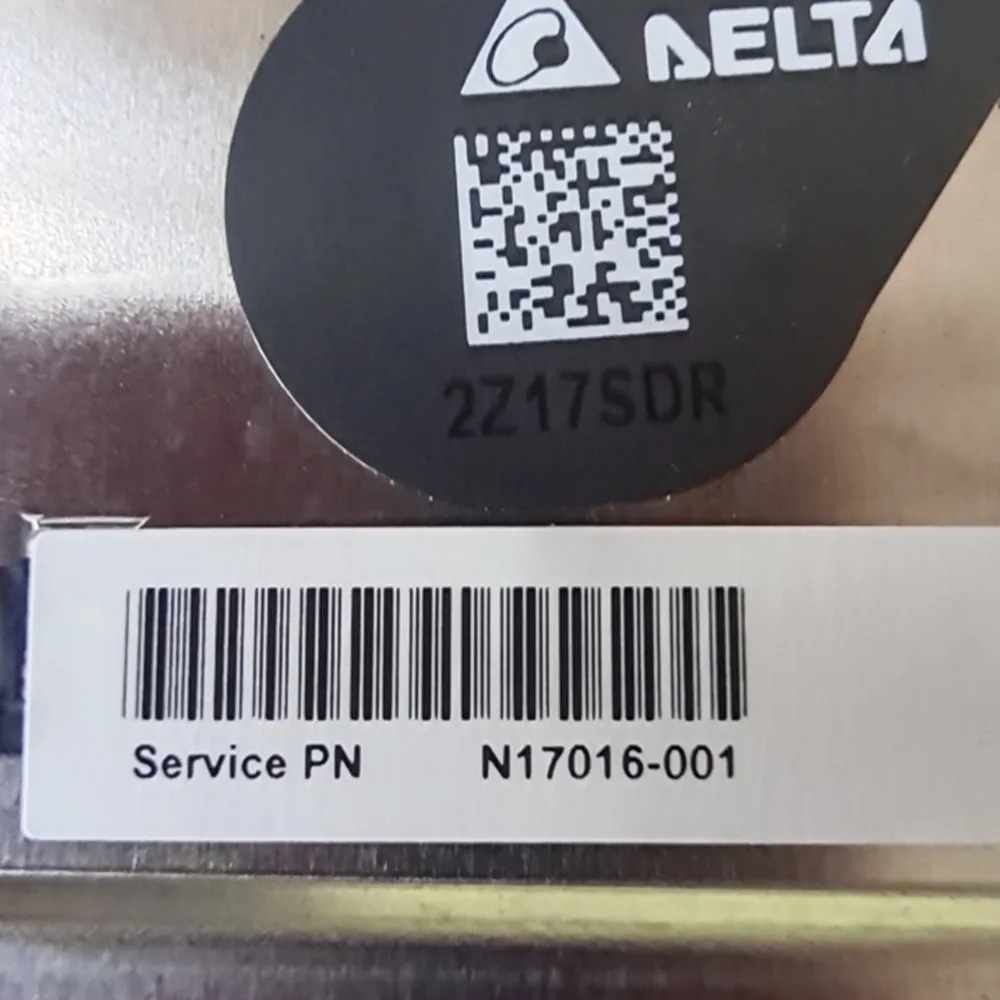 DELTA
2Z17SDR
Service PN N17016-001